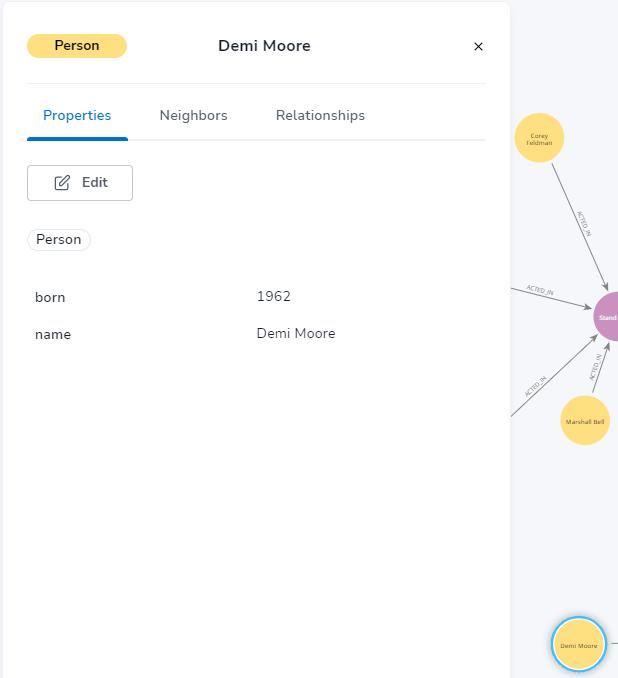 Person
Demi Moore
×
Properties
Neighbors
Relationships
Edit
Person
born
1962
name
Demi Moore
Corey
Feldman
ACTED_IN
ACTED_IN
Stand
ACTED_IN
ACTED_IN
Marshall Bell
Demi Moore